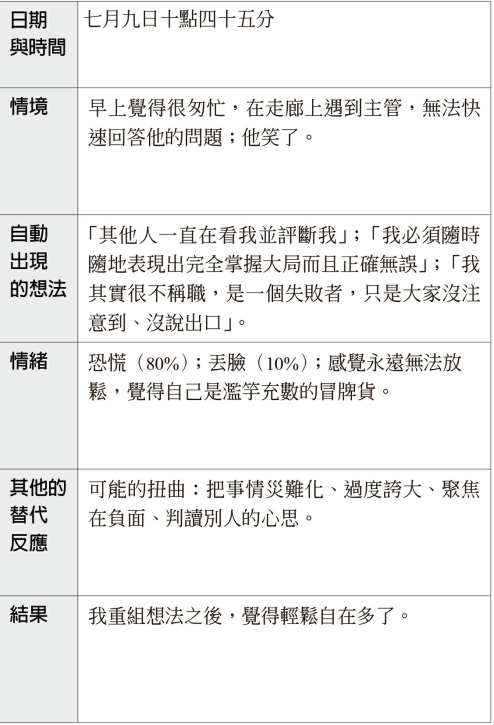 日期
與時間
七月九日十點四十五分
情境
早上覺得很匆忙，在走廊上遇到主管，無法快
速回答他的問題；他笑了。
自動
出現
的想法
「其他人一直在看我並評斷我」；「我必須隨時
隨地表現出完全掌握大局而且正確無誤」；「我
其實很不稱職，是一個失敗者，只是大家沒注
意到、沒說出口」。
情緒
恐慌（80%）；丟臉（10%）；感覺永遠無法放
鬆，覺得自己是濫竽充數的冒牌貨。
其他的
替代
反應
可能的扭曲：把事情災難化、過度誇大、聚焦
在負面、判讀別人的心思。
結果
我重組想法之後，覺得輕鬆自在多了。